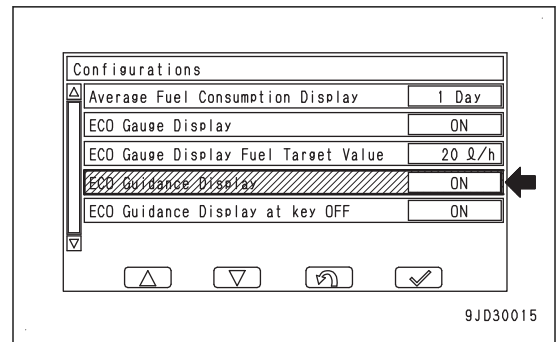 Configurations
Average Fuel Consumption Display 1 Day
ECO Gauge Display ON
ECO Gauge Display Fuel Target Value 20 ℓ/h
ECO Guidance Display ON
ECO Guidance Display at key OFF ON
9JD30015